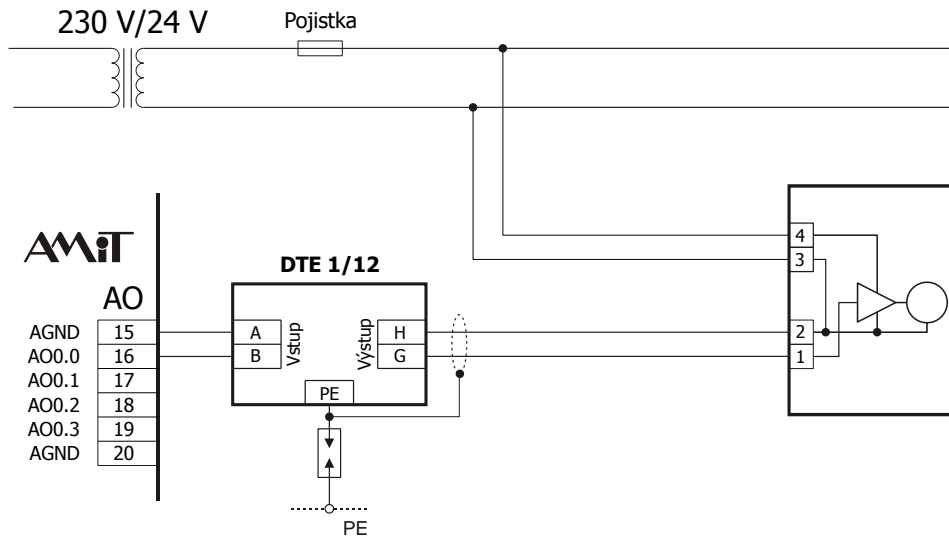 230 V/24 V
Pojistka
AMiT
DTE 1/12
AO
AGND 15
AO0.0 16
AO0.1 17
AO0.2 18
AO0.3 19
AGND 20
A
B
Vstup
Výstup
H
G
PE
PE
4
3
2
1